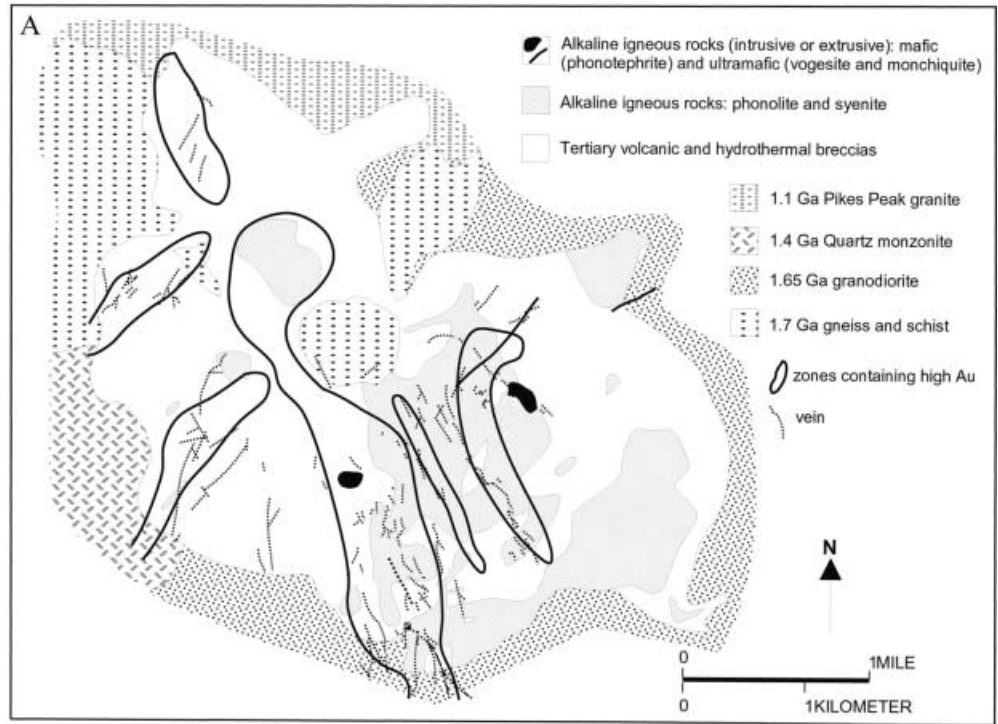 A
Alkaline igneous rocks (intrusive or extrusive): mafic
(phonotephrite) and ultramafic (vogesite and monchiquite)
Alkaline igneous rocks: phonolite and syenite
Tertiary volcanic and hydrothermal breccias
1.1 Ga Pikes Peak granite
1.4 Ga Quartz monzonite
1.65 Ga granodiorite
1.7 Ga gneiss and schist
zones containing high Au
vein
N
0 1MILE
0 1KILOMETER